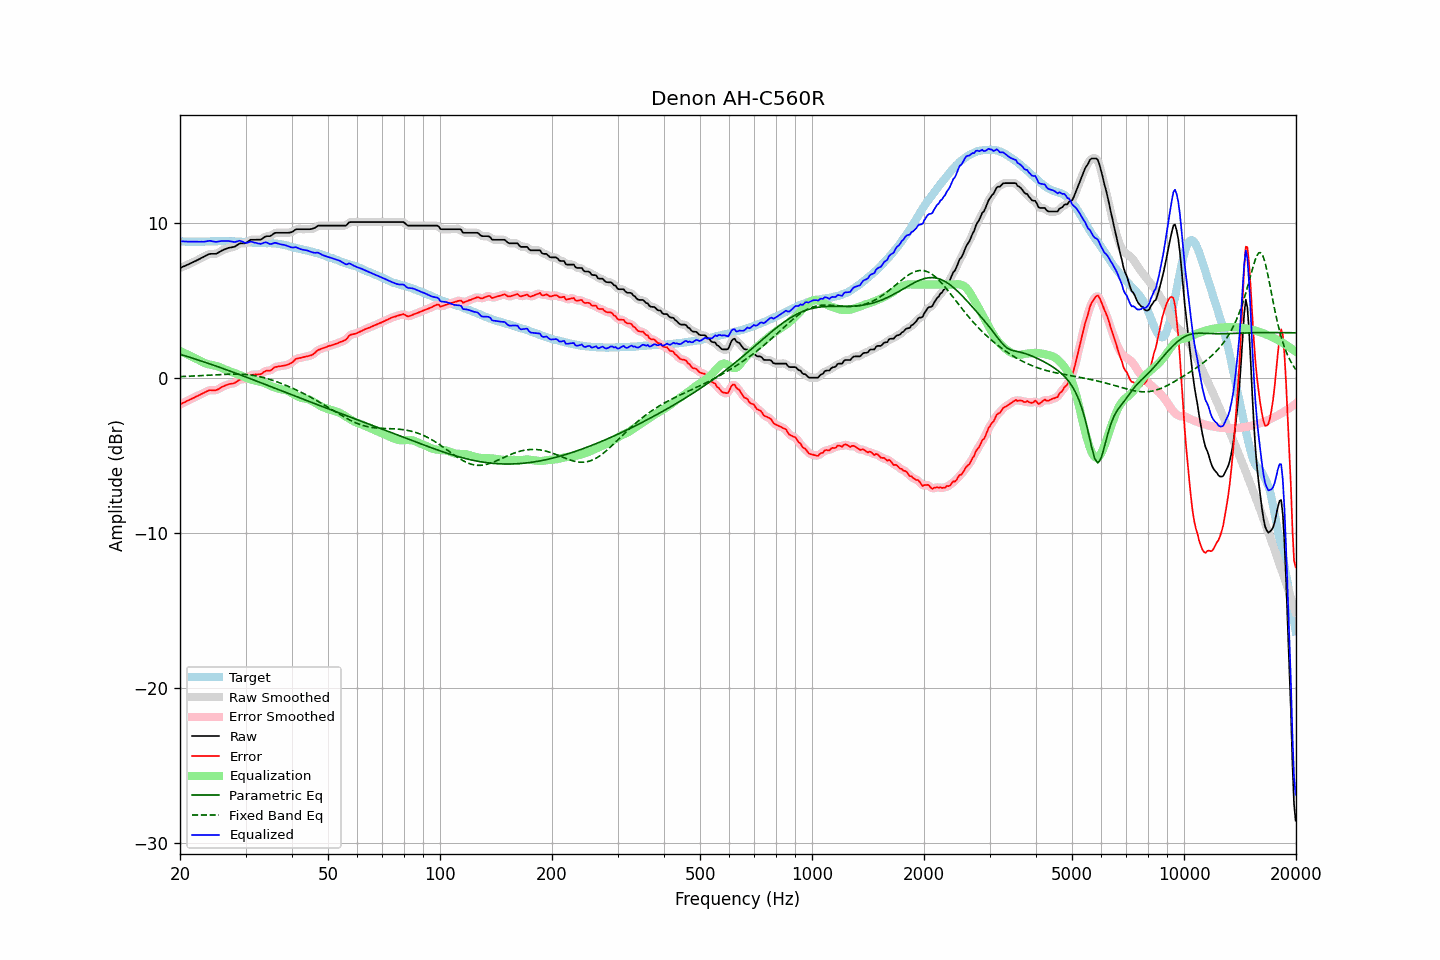 Denon AH-C560R
Amplitude (dBr)
10
0
−10
−20
−30
Target
Raw Smoothed
Error Smoothed
Raw
Error
Equalization
Parametric Eq
Fixed Band Eq
Equalized
20 50 100 200 500 1000 2000 5000 10000 20000
Frequency (Hz)